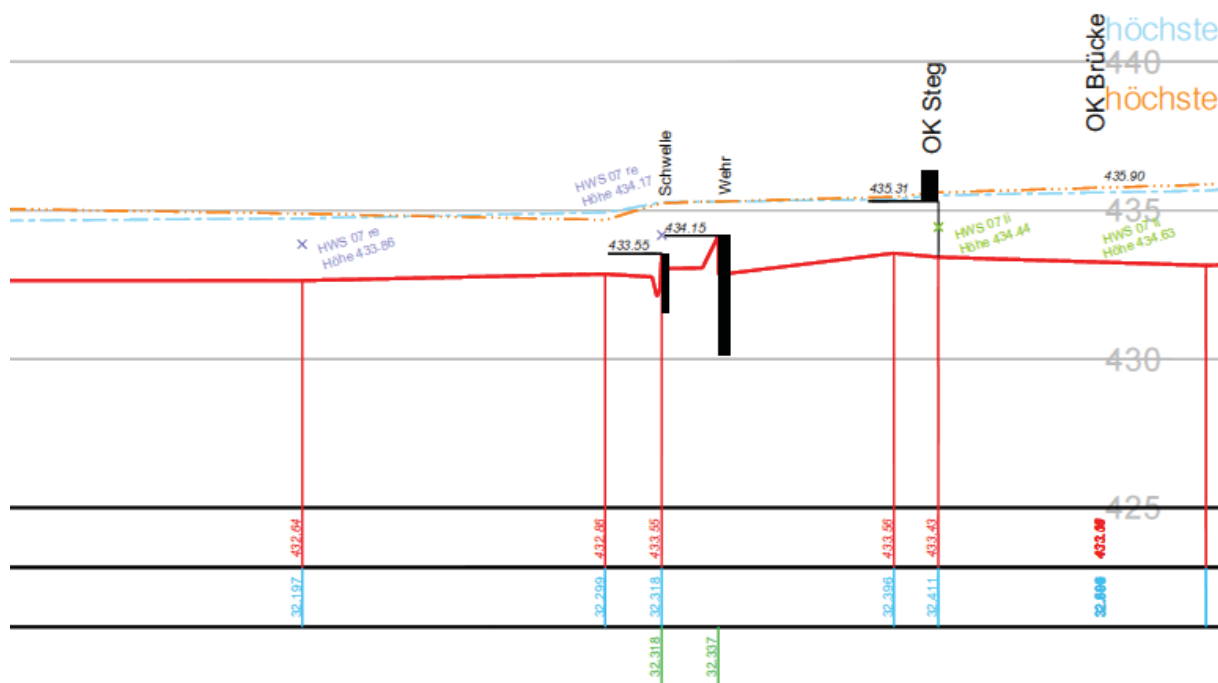 höchste
440
höchste
OK Brücke
OK Steg
Schwelle
Wehr
HWS 07 re
Höhe 434.17
435.90
435.31
435
HWS 07 re
Höhe 433.86
434.15
433.55
HWS 07 li
Höhe 434.44
HWS 07 li
Höhe 434.63
430
425
432.64
432.86
433.55
433.56
433.43
32.197
32.299
32.318
32.396
32.411
32.318
32.337